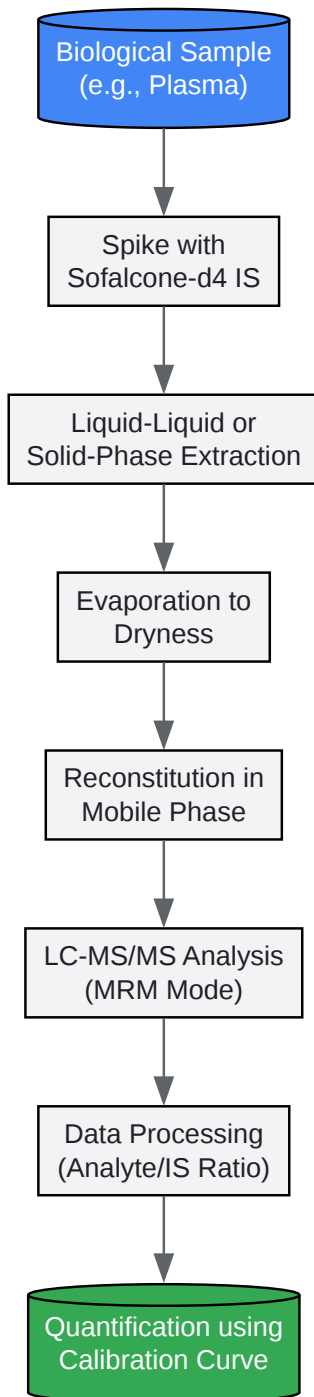 Biological Sample
(e.g., Plasma)
Spike with
Sofalcone-d4 IS
Liquid-Liquid or
Solid-Phase Extraction
Evaporation to
Dryness
Reconstitution in
Mobile Phase
LC-MS/MS Analysis
(MRM Mode)
Data Processing
(Analyte/IS Ratio)
Quantification using
Calibration Curve